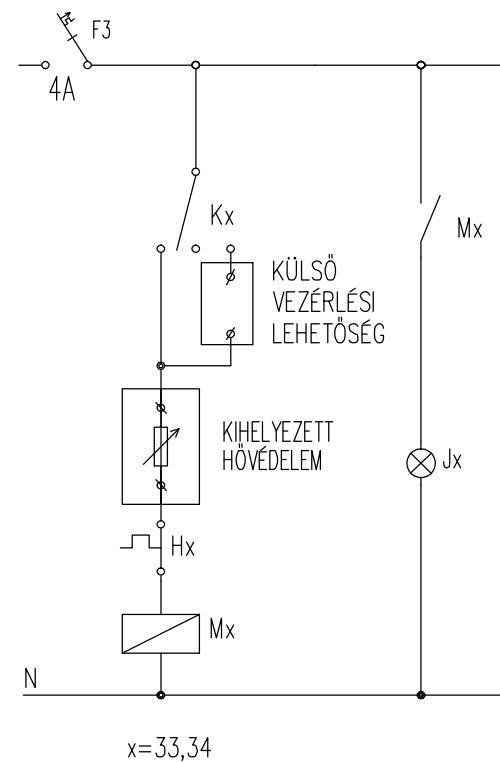 F3
4A
Kx
Mx
KÜLSŐ
VEZÉRLÉSI
LEHETŐSÉG
KIHELYEZETT
HŐVÉDELEM
Jx
Hx
Mx
N
x=33,34